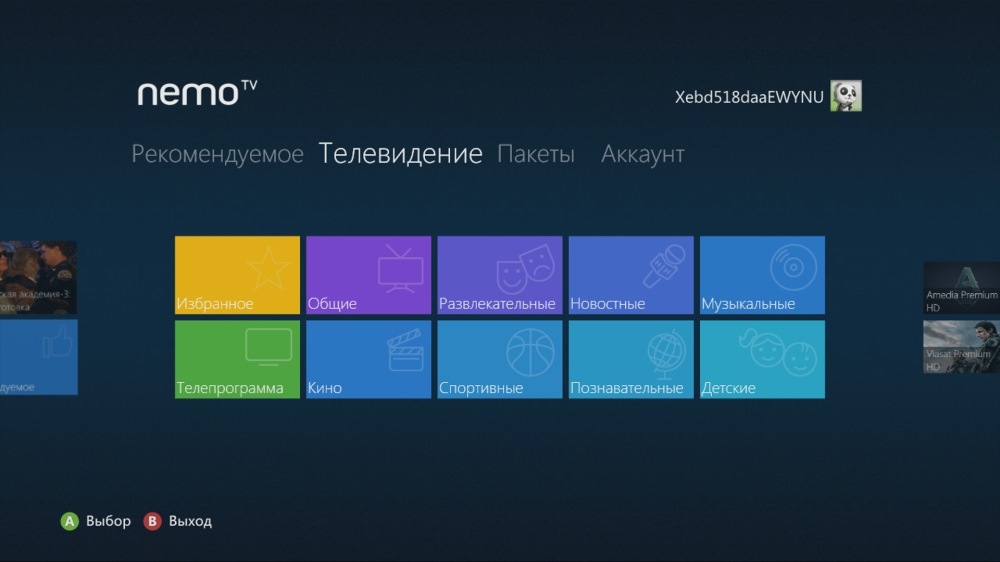 nemo TV
Xebd518daaEWYNU
Рекомендуемое Телевидение Пакеты Аккаунт
ская академия-3:
готовка
Избранное
Общие
Развлекательные
Новостные
Музыкальные
Amedia Premium
HD
дуемое
Телепрограмма
Кино
Спортивные
Познавательные
Детские
Viasat Premium
HD
A Выбор B Выход